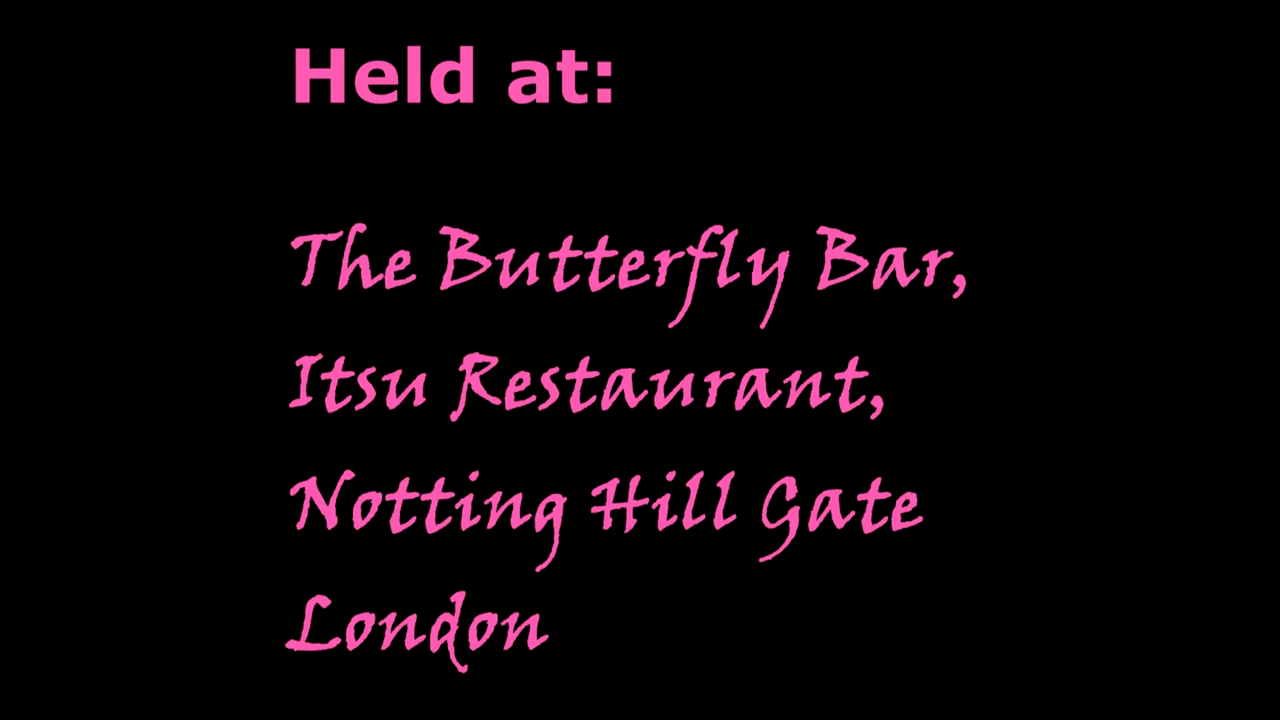 Held at:
The Butterfly Bar,
Itsu Restaurant,
Notting Hill Gate
London